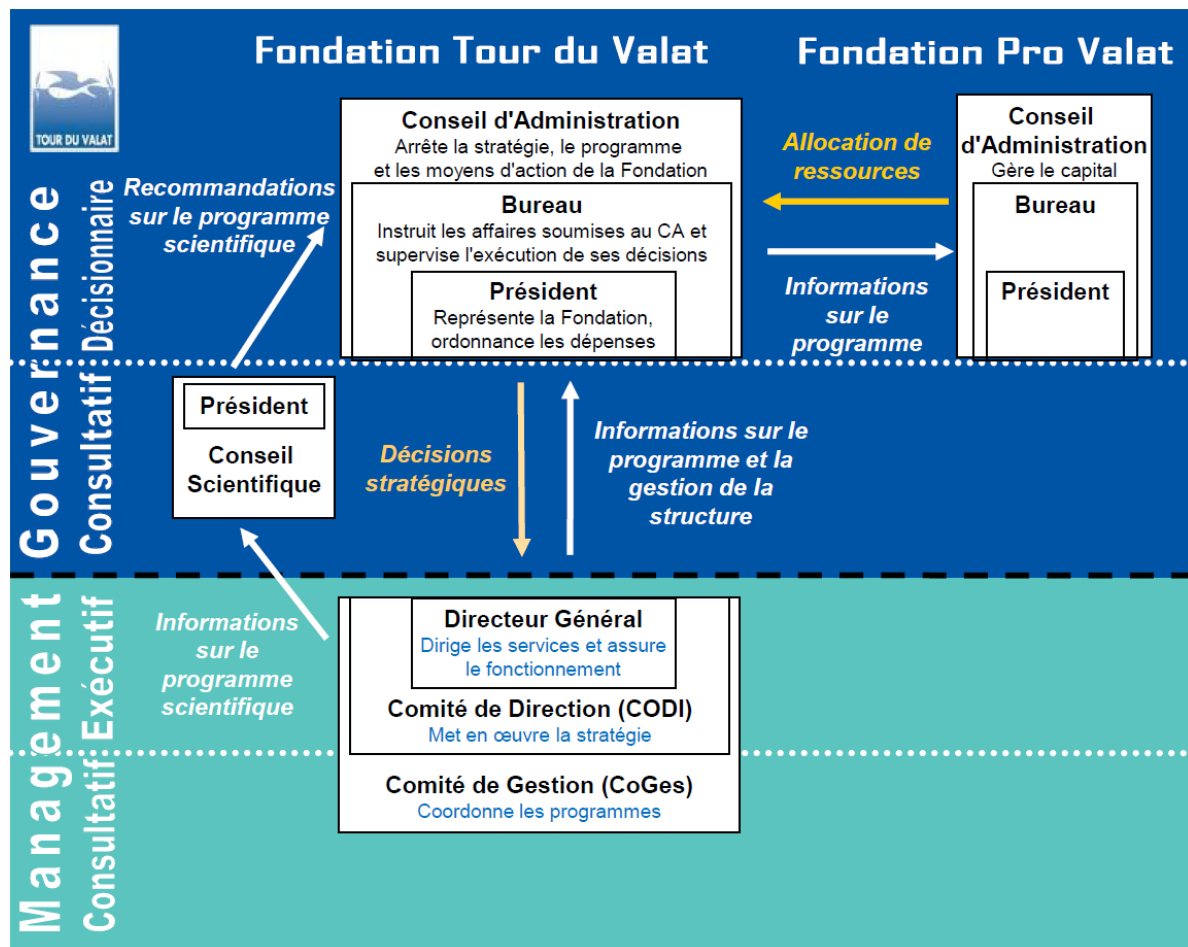 Fondation Tour du Valat
Fondation Pro Valat
TOUR DU VALAT
Gouvernance
Décisionnaire
Consultatif
Conseil d'Administration
Arrête la stratégie, le programme
et les moyens d'action de la Fondation
Bureau
Instruit les affaires soumises au CA et
supervise l'exécution de ses décisions
Président
Représente la Fondation,
ordonnance les dépenses
Allocation de
ressources
Informations
sur le
programme
Conseil
d'Administration
Gère le capital
Bureau
Président
Recommandations
sur le programme
scientifique
Président
Conseil
Scientifique
Décisions
stratégiques
Informations sur le
programme et la
gestion de la
structure
Management
Exécutif
Consultatif
Informations
sur le
programme
scientifique
Directeur Général
Dirige les services et assure
le fonctionnement
Comité de Direction (CODI)
Met en œuvre la stratégie
Comité de Gestion (CoGes)
Coordonne les programmes